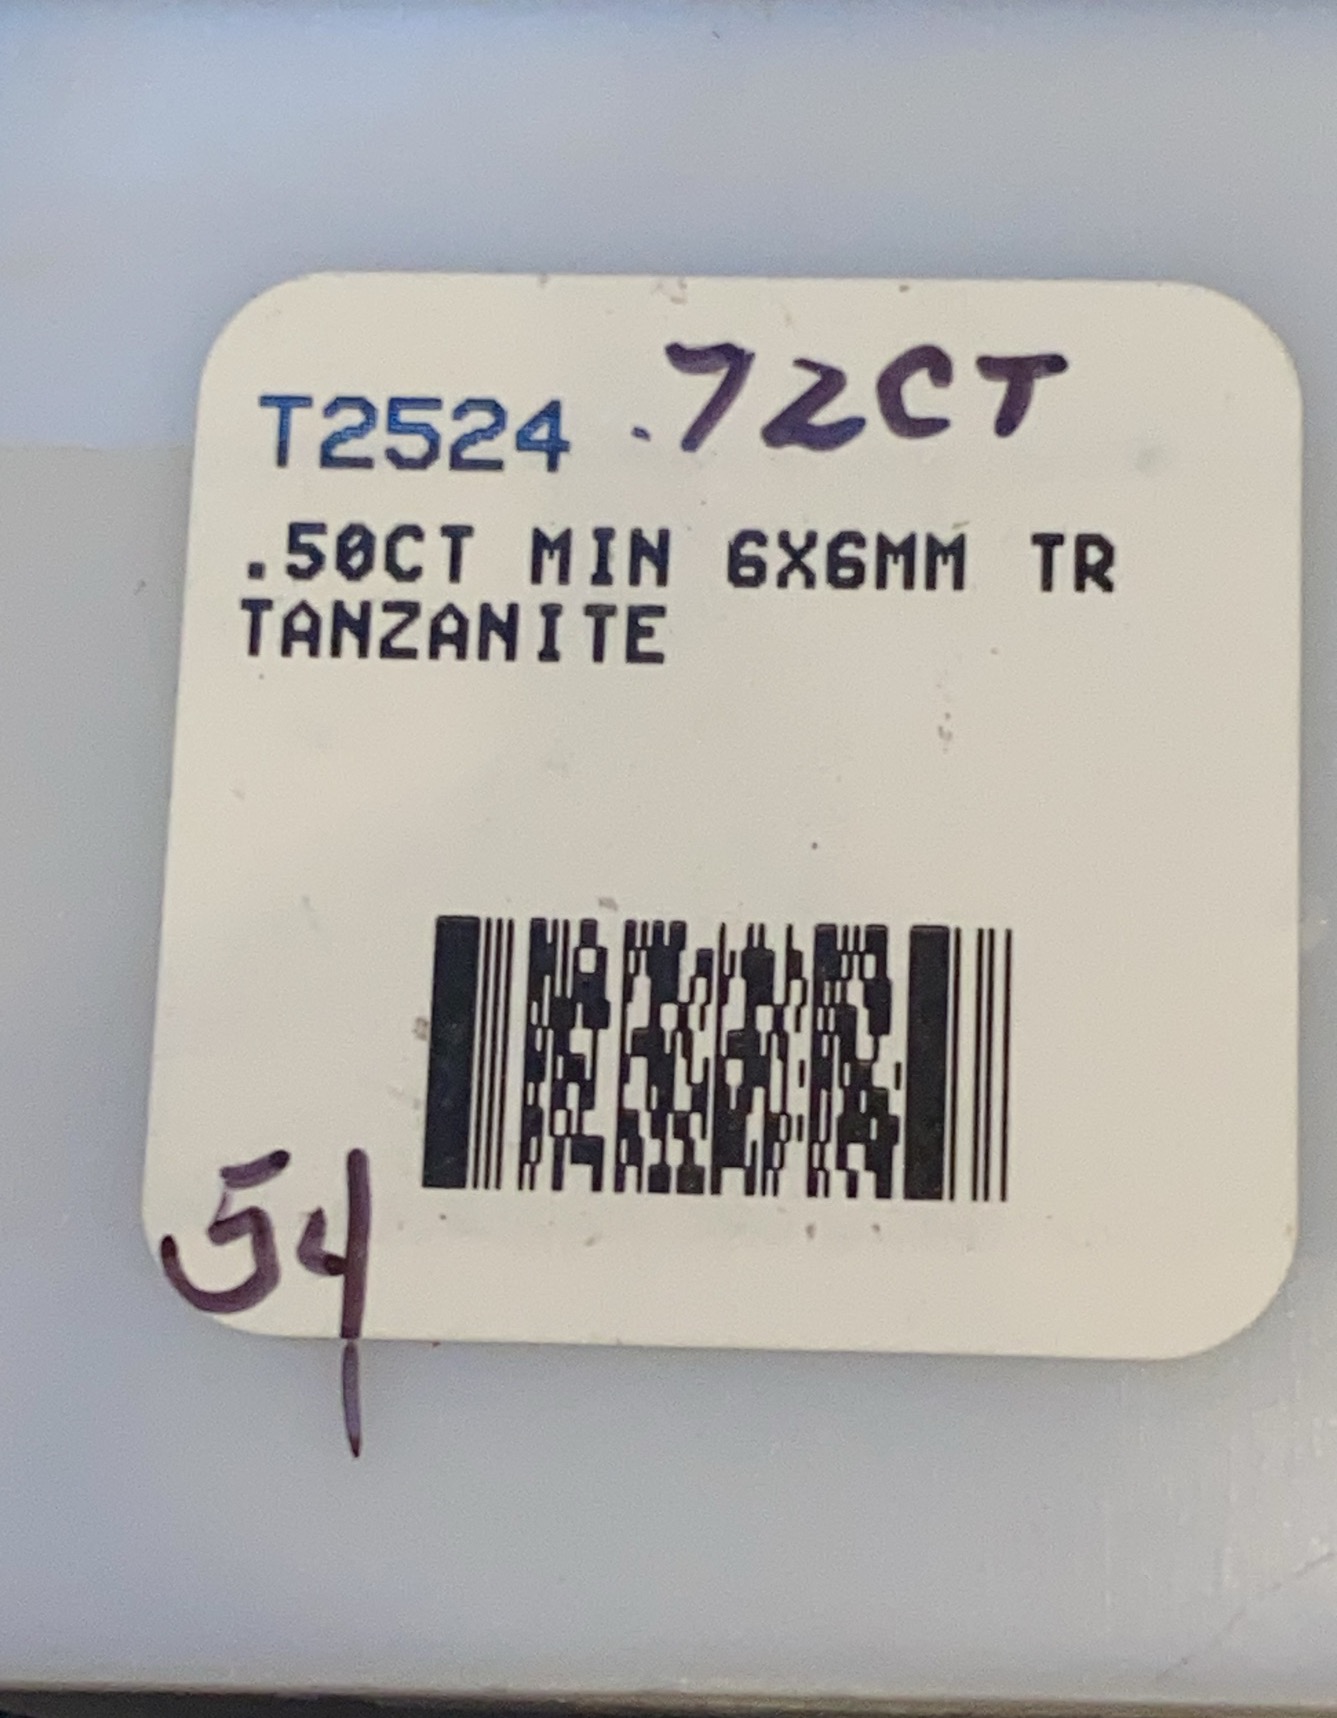 T2524 .72CT
.50CT MIN 6X6MM TR
TANZANITE
54